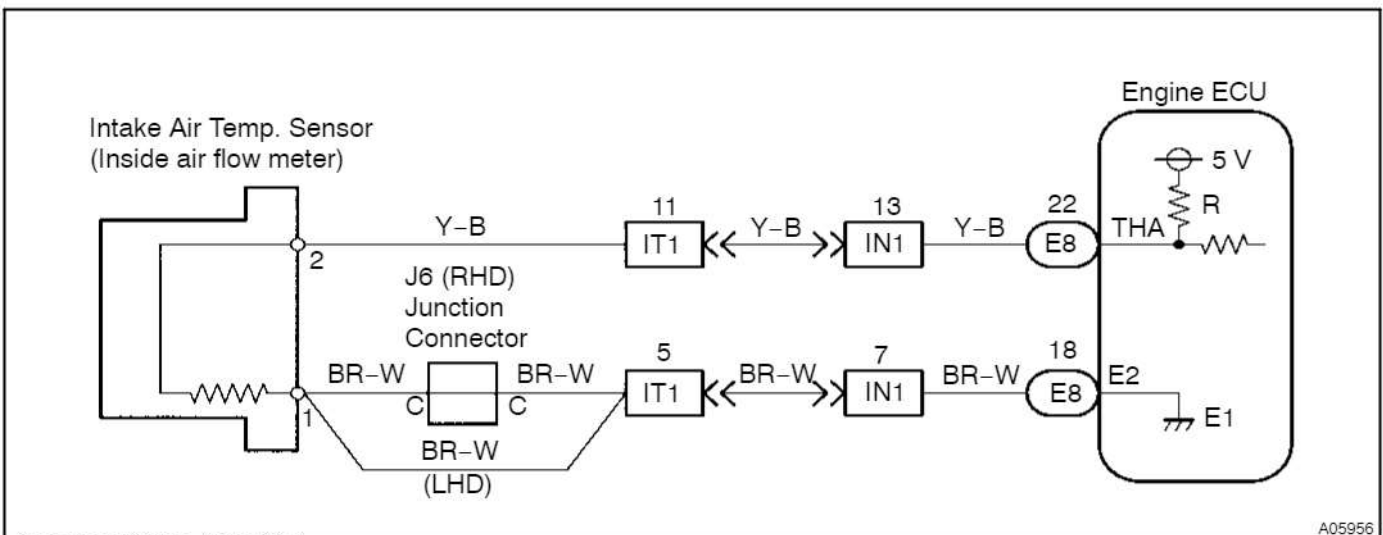 Engine ECU
Intake Air Temp. Sensor
(Inside air flow meter)
5 V
R
Y–B
11
IT1
Y–B
13
IN1
Y–B
22
E8
THA
2
J6 (RHD)
Junction
Connector
BR–W
C
C
BR–W
5
IT1
BR–W
7
IN1
BR–W
18
E8
E2
E1
1
BR–W
(LHD)
A05956